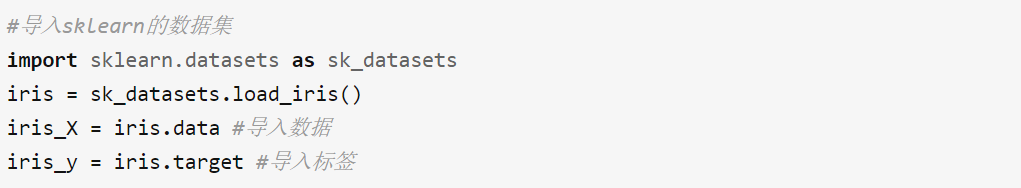 #导入sklearn的数据集
import sklearn.datasets as sk_datasets
iris = sk_datasets.load_iris()
iris_X = iris.data #导入数据
iris_y = iris.target #导入标签